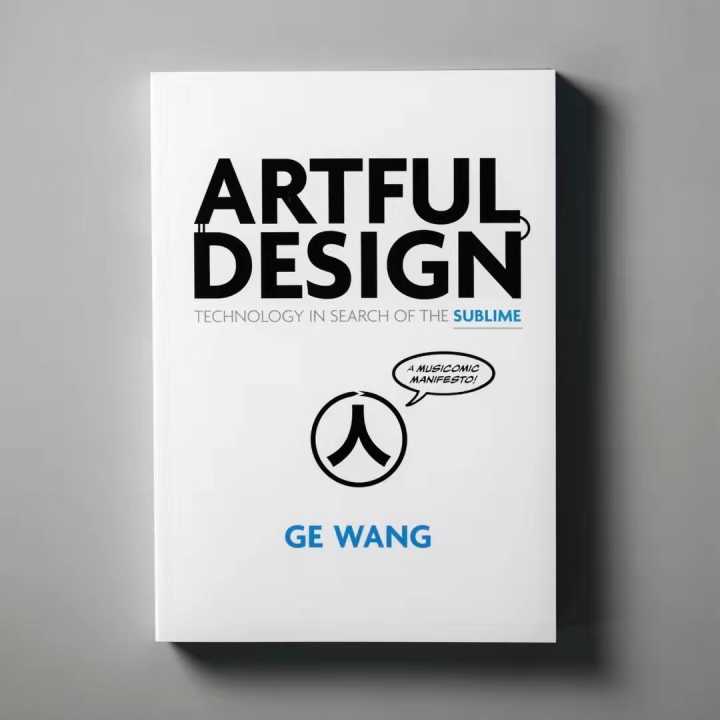 ARTFUL
DESIGN
TECHNOLOGY IN SEARCH OF THE SUBLIME
A MUSICOMIC
MANIFESTO!
人
GE WANG